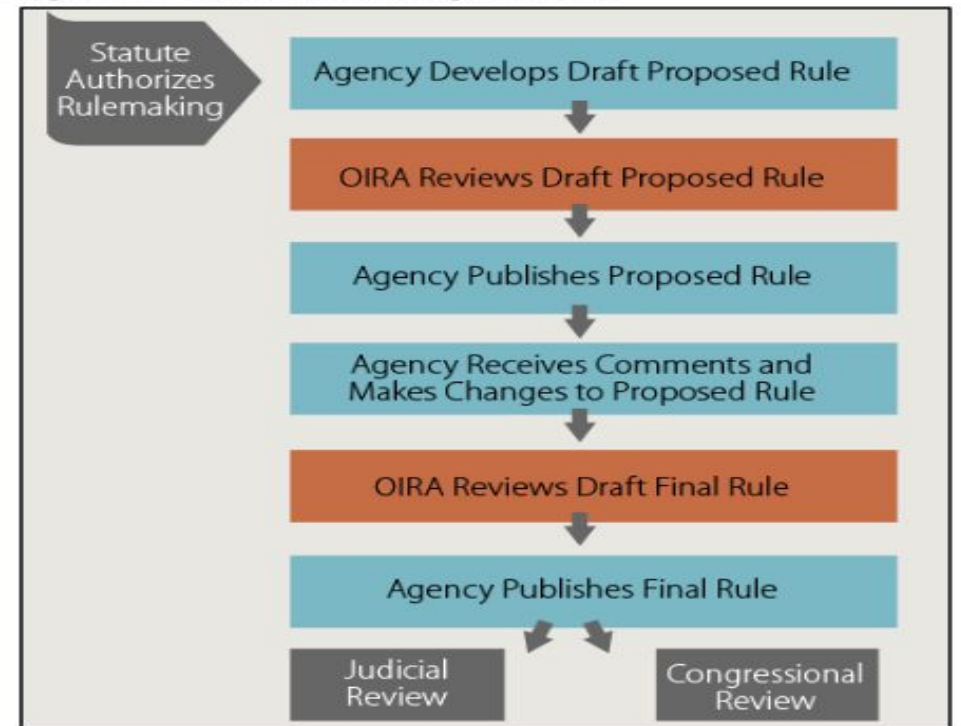 Statute
Authorizes
Rulemaking
Agency Develops Draft Proposed Rule
OIRA Reviews Draft Proposed Rule
Agency Publishes Proposed Rule
Agency Receives Comments and
Makes Changes to Proposed Rule
OIRA Reviews Draft Final Rule
Agency Publishes Final Rule
Judicial
Review
Congressional
Review